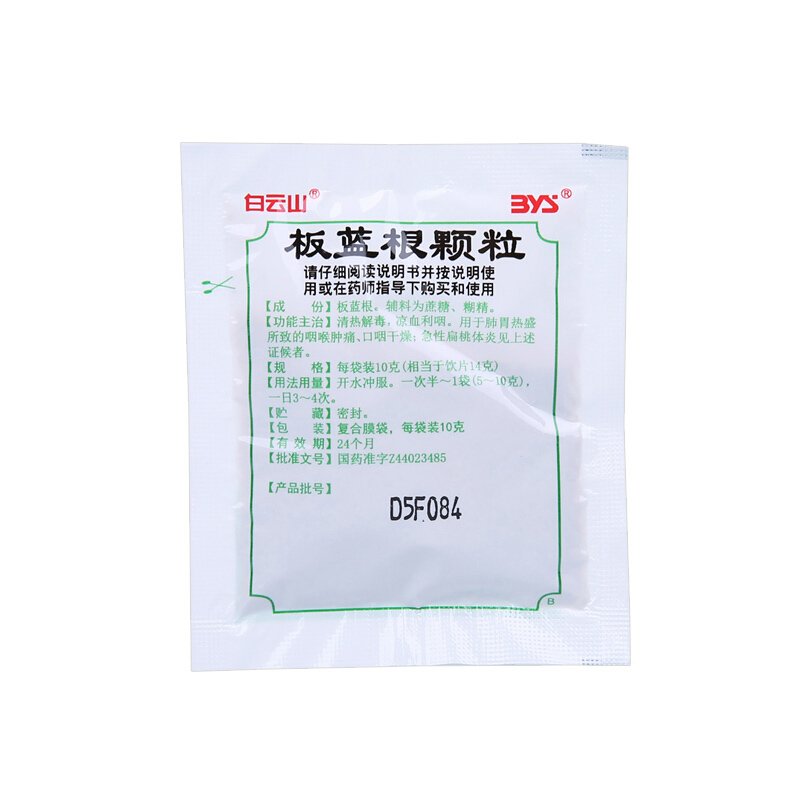 白云山® BYS®
板蓝根颗粒
请仔细阅读说明书并按说明使
用或在药师指导下购买和使用
【成 份】板蓝根。辅料为蔗糖、糊精。
【功能主治】清热解毒，凉血利咽。用于肺胃热盛
所致的咽喉肿痛、口咽干燥；急性扁桃体炎见上述
证候者。
【规 格】每袋装10克(相当于饮片14克)
【用法用量】开水冲服。一次半～1袋(5～10克)，
一日3～4次。
【贮 藏】密封。
【包 装】复合膜袋，每袋装10克
【有 效 期】24个月
【批准文号】国药准字Z44023485
【产品批号】
D5F084
B